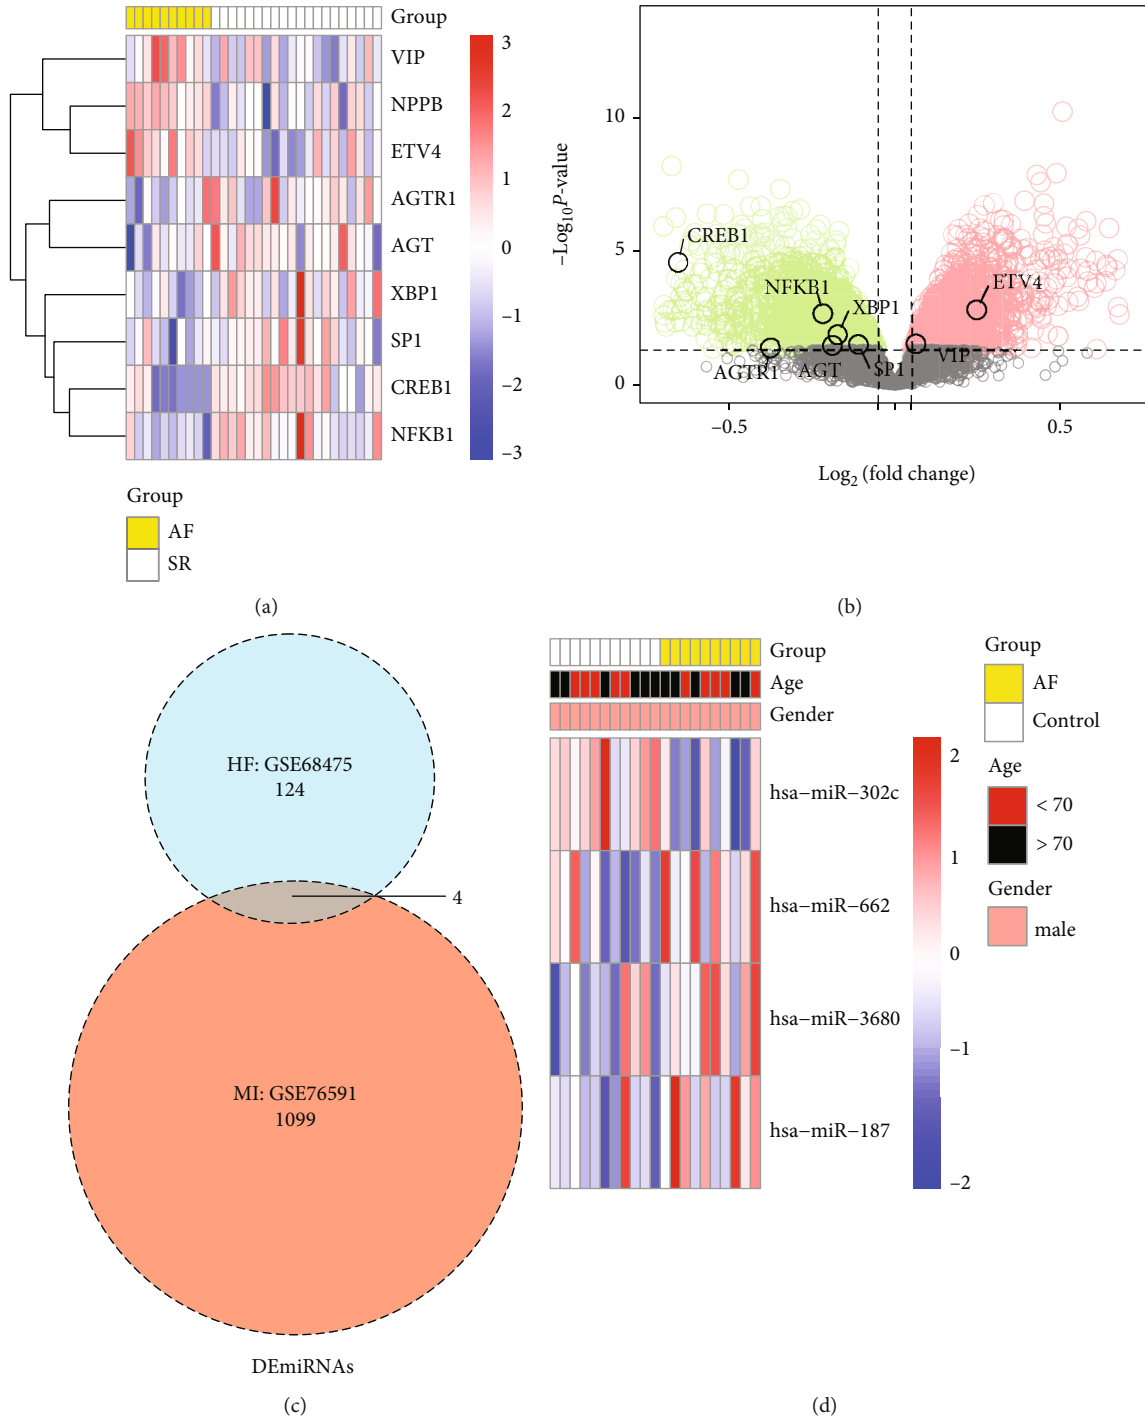 Group
VIP
NPPB
ETV4
AGTR1
AGT
XBP1
SP1
CREB1
NFKB1
3
2
1
0
−1
−2
−3
Group
AF
SR
(a)
−Log10P-value
10
5
0
CREB1
NFKB1
XBP1
ETV4
AGTR1
AGT
SP1
VIP
−0.5
0.5
Log2 (fold change)
(b)
HF: GSE68475
124
4
MI: GSE76591
1099
DEmiRNAs
(c)
Group
Age
Gender
hsa−miR−302c
hsa−miR−662
hsa−miR−3680
hsa−miR−187
2
1
0
−1
−2
Group
AF
Control
Age
< 70
> 70
Gender
male
(d)